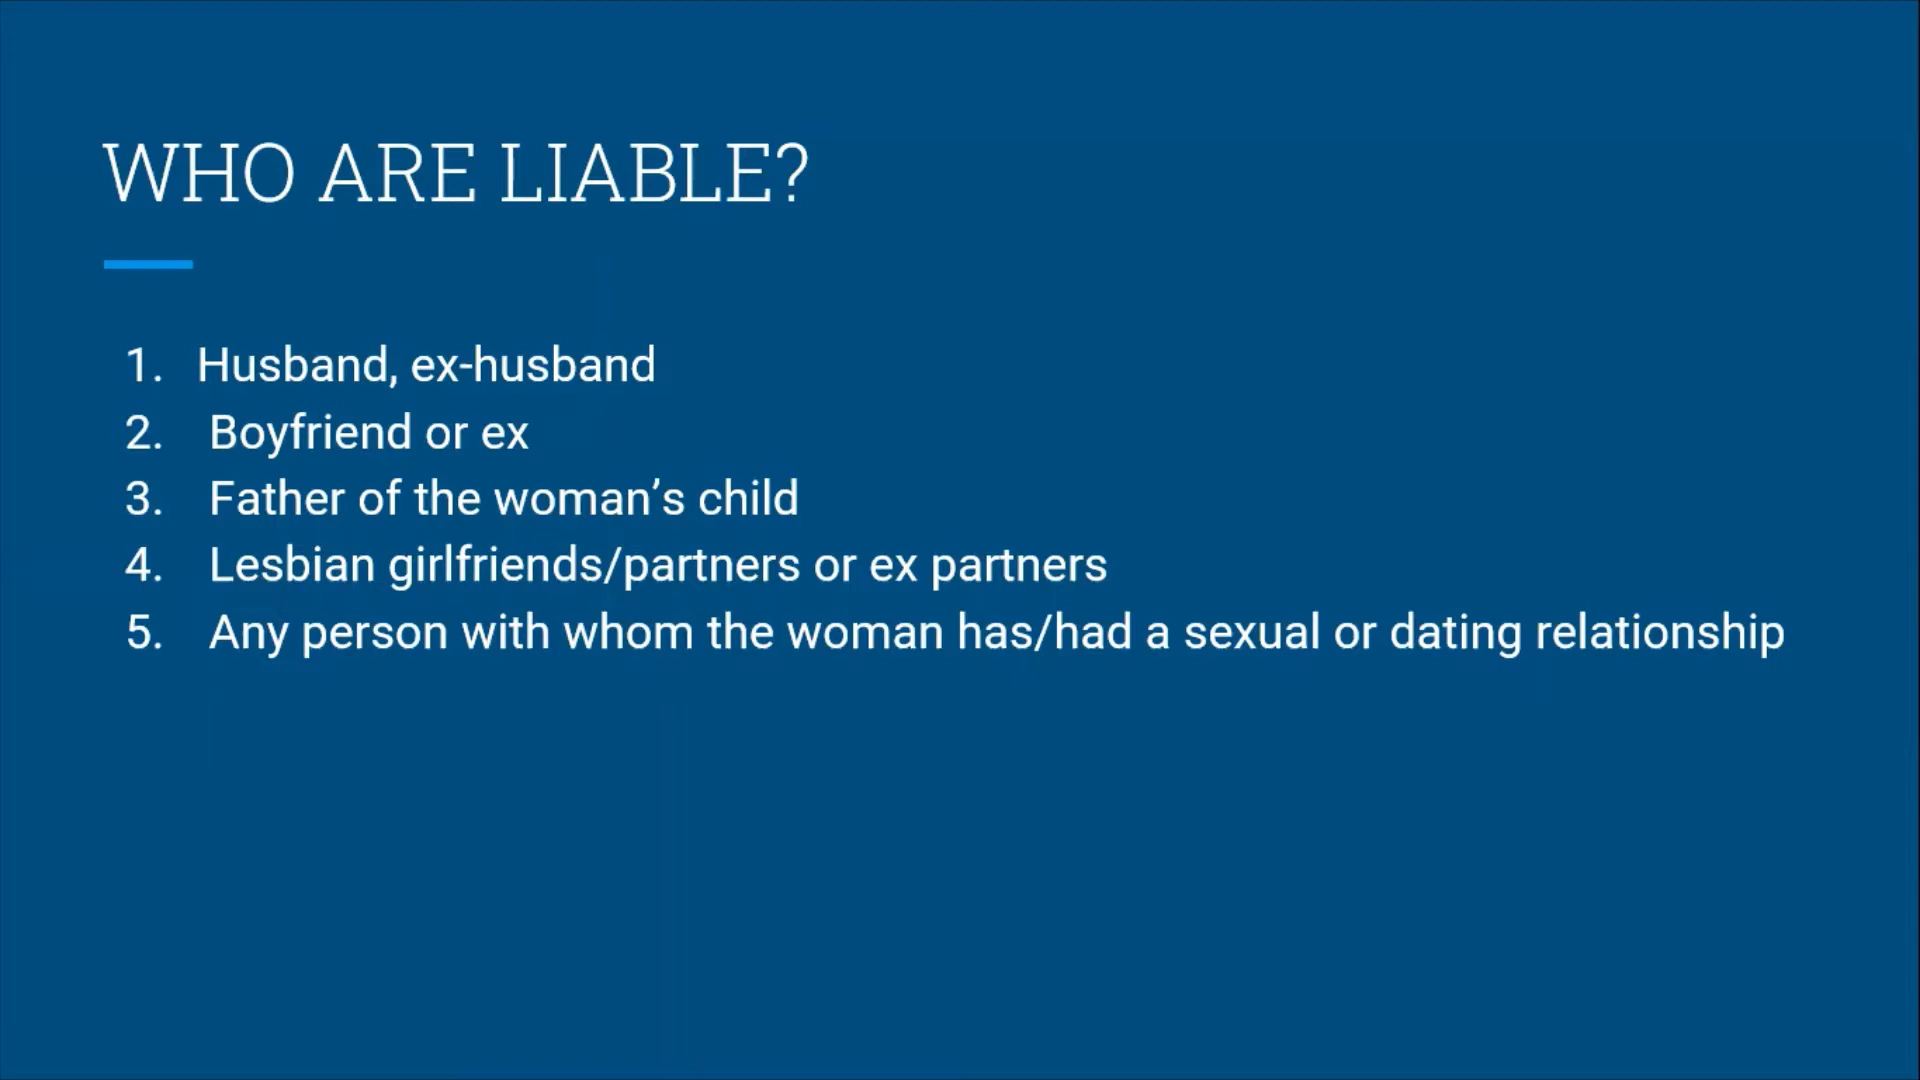 WHO ARE LIABLE?
1. Husband, ex-husband
2. Boyfriend or ex
3. Father of the woman’s child
4. Lesbian girlfriends/partners or ex partners
5. Any person with whom the woman has/had a sexual or dating relationship